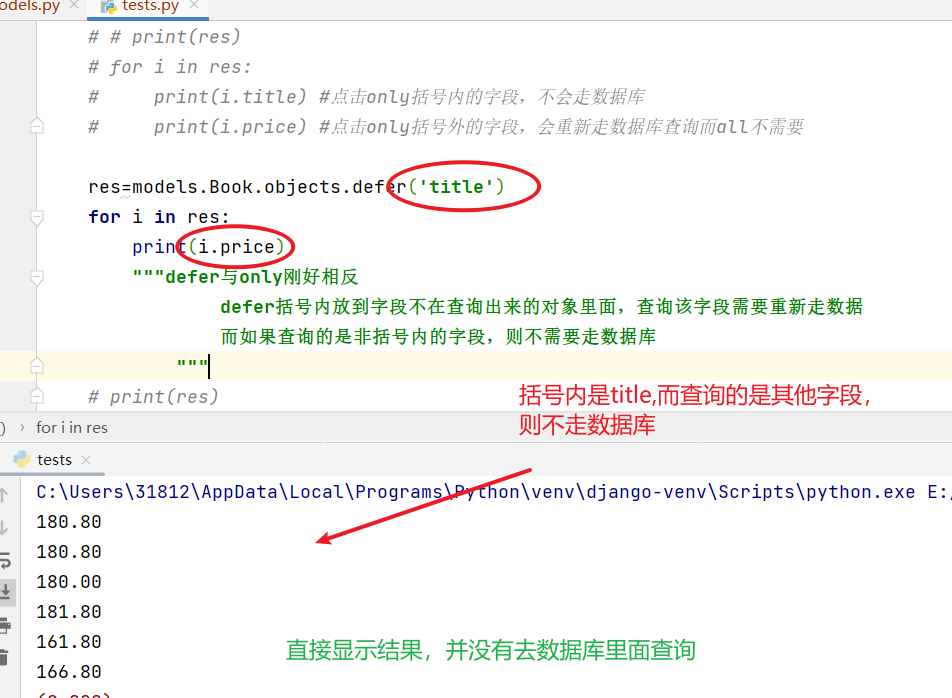 odels.py × tests.py ×
# # print(res)
# for i in res:
#     print(i.title) #点击only括号内的字段，不会走数据库
#     print(i.price) #点击only括号外的字段，会重新走数据库查询而all不需要
res=models.Book.objects.defer('title')
for i in res:
    print(i.price)
    """defer与only刚好相反
            defer括号内放到字段不在查询出来的对象里面，查询该字段需要重新走数据
            而如果查询的是非括号内的字段，则不需要走数据库
        """
# print(res)
括号内是title,而查询的是其他字段，
则不走数据库
) › for i in res
tests ×
C:\Users\31812\AppData\Local\Programs\Python\venv\django-venv\Scripts\python.exe E:/
180.80
180.80
180.00
181.80
161.80
直接显示结果，并没有去数据库里面查询
166.80